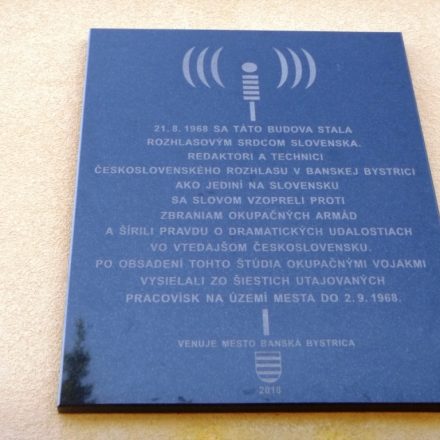 21. 8. 1968 SA TÁTO BUDOVA STALA
ROZHLASOVÝM SRDCOM SLOVENSKA.
REDAKTORI A TECHNICI
ČESKOSLOVENSKÉHO ROZHLASU V BANSKEJ BYSTRICI
AKO JEDINÍ NA SLOVENSKU
SA SLOVOM VZOPRELI PROTI
ZBRANIAM OKUPAČNÝCH ARMÁD
A ŠÍRILI PRAVDU O DRAMATICKÝCH UDALOSTIACH
VO VTEDAJŠOM ČESKOSLOVENSKU.
PO OBSADENÍ TOHTO ŠTÚDIA OKUPAČNÝMI VOJAKMI
VYSIELALI ZO ŠIESTICH UTAJOVANÝCH
PRACOVÍSK NA ÚZEMÍ MESTA DO 2. 9. 1968.
VENUJE MESTO BANSKÁ BYSTRICA
2018